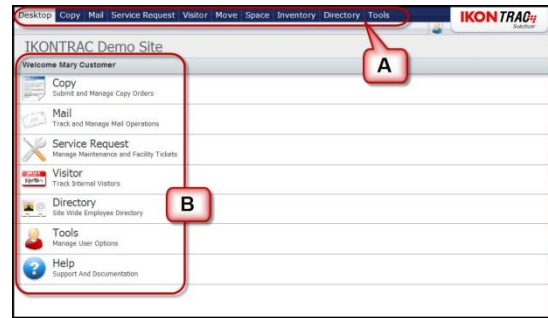 Desktop Copy Mail Service Request Visitor Move Space Inventory Directory Tools
IKON TRAC
Solution
IKONTRAC Demo Site
A
Welcome Mary Customer
Copy
Submit and Manage Copy Orders
Mail
Track and Manage Mail Operations
Service Request
Manage Maintenance and Facility Tickets
Visitor
Track Internal Visitors
Directory
Site Wide Employee Directory
B
Tools
Manage User Options
Help
Support And Documentation